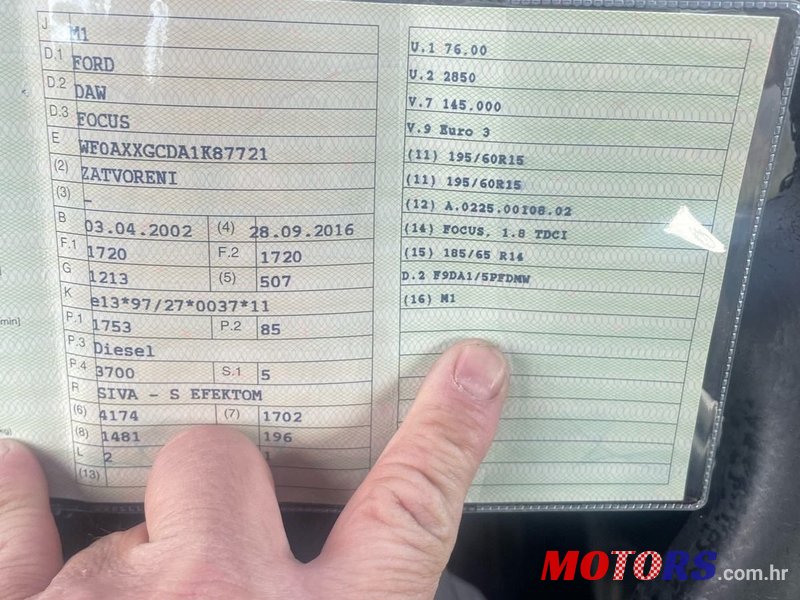 J M1
D.1 FORD
D.2 DAW
D.3 FOCUS
E WF0AXXGCDA1K87721
(2) ZATVORENI
(3) -
B 03.04.2002 (4) 28.09.2016
F.1 1720 F.2 1720
G 1213 (5) 507
K e13*97/27*0037*11
P.1 1753 P.2 85
P.3 Diesel
P.4 3700 S.1 5
R SIVA - S EFEKTOM
(6) 4174 (7) 1702
(8) 1481 196
L 2 1
(13)
U.1 76.00
U.2 2850
V.7 145.000
V.9 Euro 3
(11) 195/60R15
(11) 195/60R15
(12) A.0225.00108.02
(14) FOCUS, 1.8 TDCI
(15) 185/65 R14
D.2 F9DA1/5PFDMW
(16) M1
min]
MOTORS.com.hr